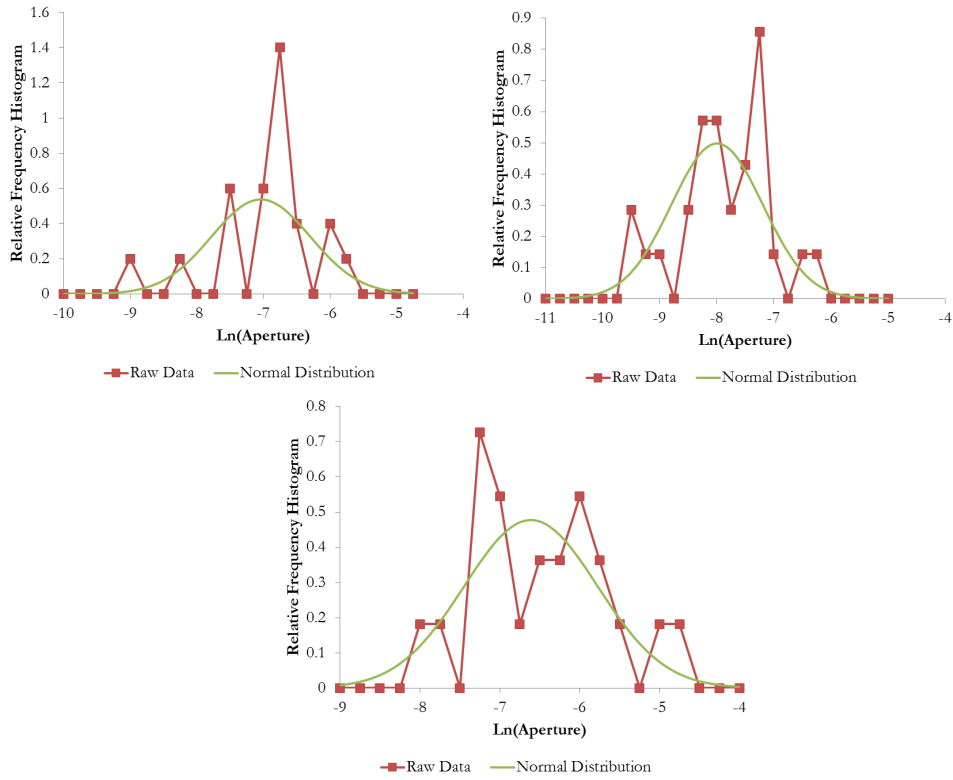 Relative Frequency Histogram
1.6
1.4
1.2
1
0.8
0.6
0.4
0.2
0
-10 -9 -8 -7 -6 -5 -4
Ln(Aperture)
Raw Data Normal Distribution
Relative Frequency Histogram
0.9
0.8
0.7
0.6
0.5
0.4
0.3
0.2
0.1
0
-11 -10 -9 -8 -7 -6 -5 -4
Ln(Aperture)
Raw Data Normal Distribution
Relative Frequency Histogram
0.8
0.7
0.6
0.5
0.4
0.3
0.2
0.1
0
-9 -8 -7 -6 -5 -4
Ln(Aperture)
Raw Data Normal Distribution